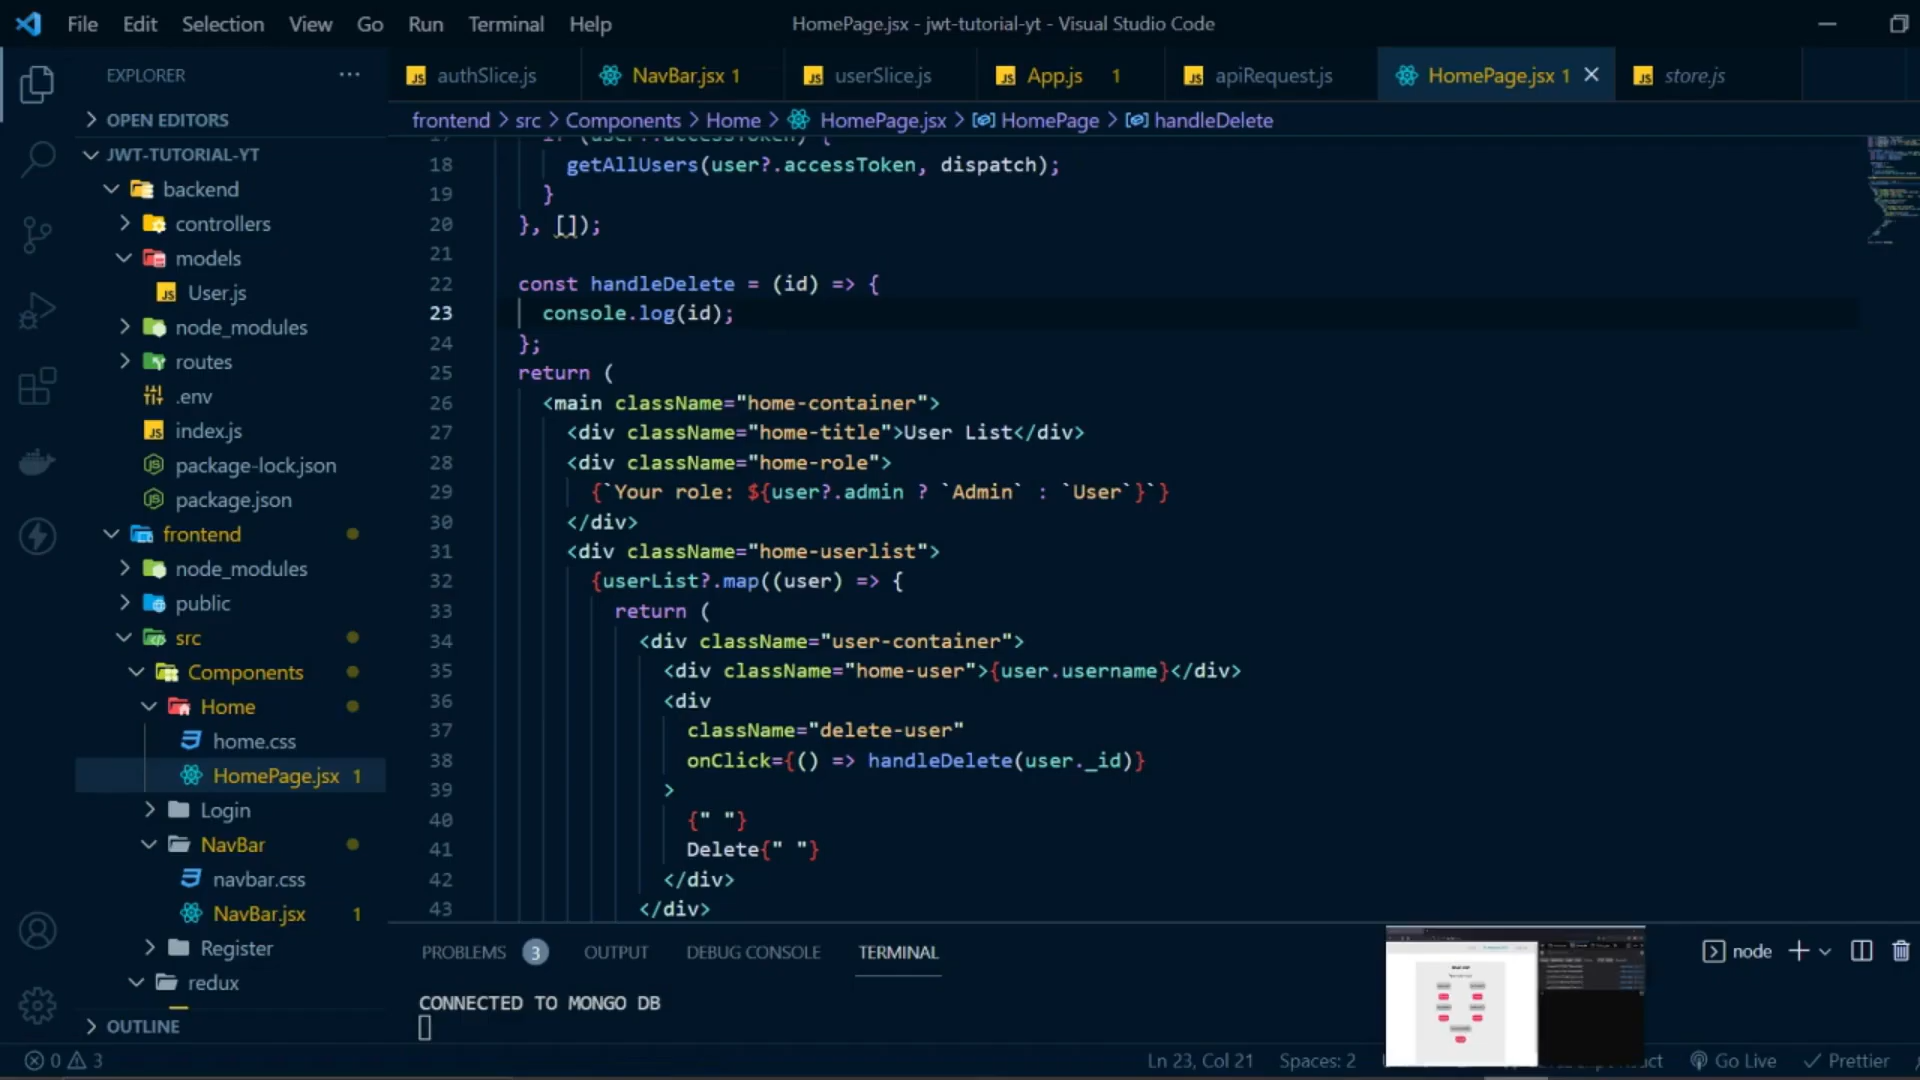 File Edit Selection View Go Run Terminal Help
HomePage.jsx - jwt-tutorial-yt - Visual Studio Code
EXPLORER
OPEN EDITORS
JWT-TUTORIAL-YT
backend
controllers
models
User.js
node_modules
routes
.env
index.js
package-lock.json
package.json
frontend
node_modules
public
src
Components
Home
home.css
HomePage.jsx 1
Login
NavBar
navbar.css
NavBar.jsx 1
Register
redux
OUTLINE
authSlice.js NavBar.jsx 1 userSlice.js App.js 1 apiRequest.js HomePage.jsx 1 store.js
frontend > src > Components > Home > HomePage.jsx > HomePage > handleDelete
18 getAllUsers(user?.accessToken, dispatch);
19 }
20 }, []);
21
22 const handleDelete = (id) => {
23 console.log(id);
24 };
25 return (
26 <main className="home-container">
27 <div className="home-title">User List</div>
28 <div className="home-role">
29 {`Your role: ${user?.admin ? `Admin` : `User`}`}
30 </div>
31 <div className="home-userlist">
32 {userList?.map((user) => {
33 return (
34 <div className="user-container">
35 <div className="home-user">{user.username}</div>
36 <div
37 className="delete-user"
38 onClick={() => handleDelete(user._id)}
39 >
40 {" "}
41 Delete{" "}
42 </div>
43 </div>
PROBLEMS 3 OUTPUT DEBUG CONSOLE TERMINAL
node
CONNECTED TO MONGO DB
0 3
Ln 23, Col 21 Spaces: 2
Go Live Prettier